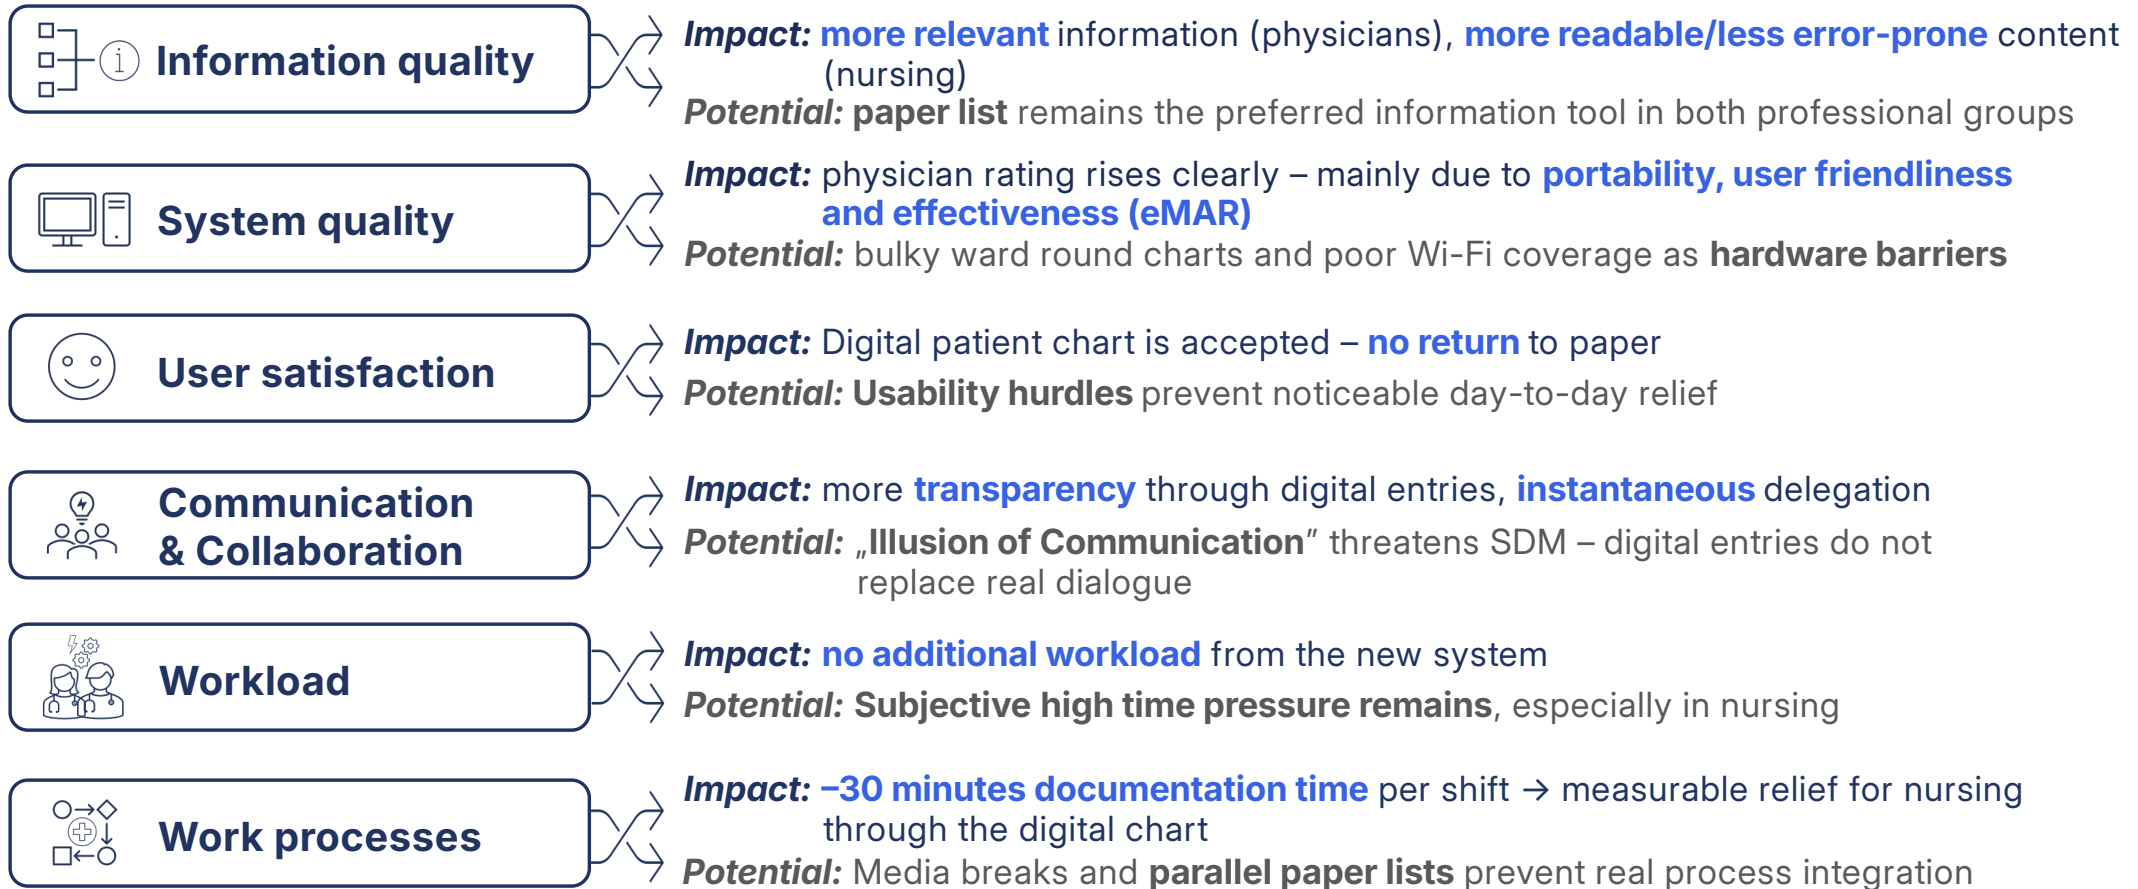 Information quality
Impact: more relevant information (physicians), more readable/less error-prone content
(nursing)
Potential: paper list remains the preferred information tool in both professional groups
System quality
Impact: physician rating rises clearly – mainly due to portability, user friendliness
and effectiveness (eMAR)
Potential: bulky ward round charts and poor Wi-Fi coverage as hardware barriers
User satisfaction
Impact: Digital patient chart is accepted – no return to paper
Potential: Usability hurdles prevent noticeable day-to-day relief
Communication
& Collaboration
Impact: more transparency through digital entries, instantaneous delegation
Potential: „Illusion of Communication” threatens SDM – digital entries do not
replace real dialogue
Workload
Impact: no additional workload from the new system
Potential: Subjective high time pressure remains, especially in nursing
Work processes
Impact: –30 minutes documentation time per shift → measurable relief for nursing
through the digital chart
Potential: Media breaks and parallel paper lists prevent real process integration